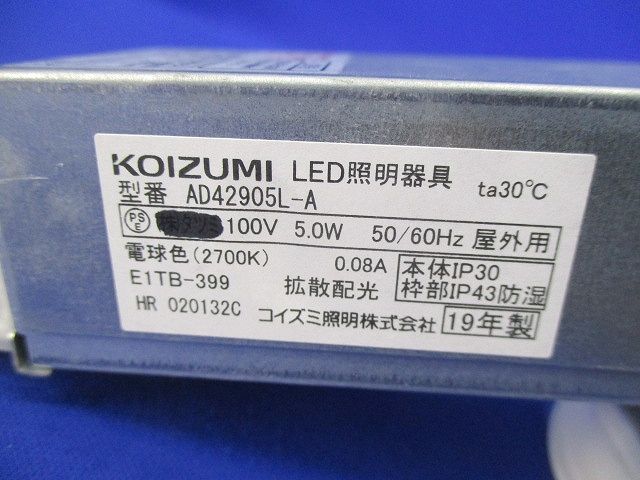 KOIZUMI LED照明器具 ta30℃
型番 AD42905L-A
PS E 100V 5.0W 50/60Hz 屋外用
電球色(2700K) 0.08A 本体IP30
E1TB-399 拡散配光 枠部IP43防湿
HR 020132C コイズミ照明株式会社 19年製